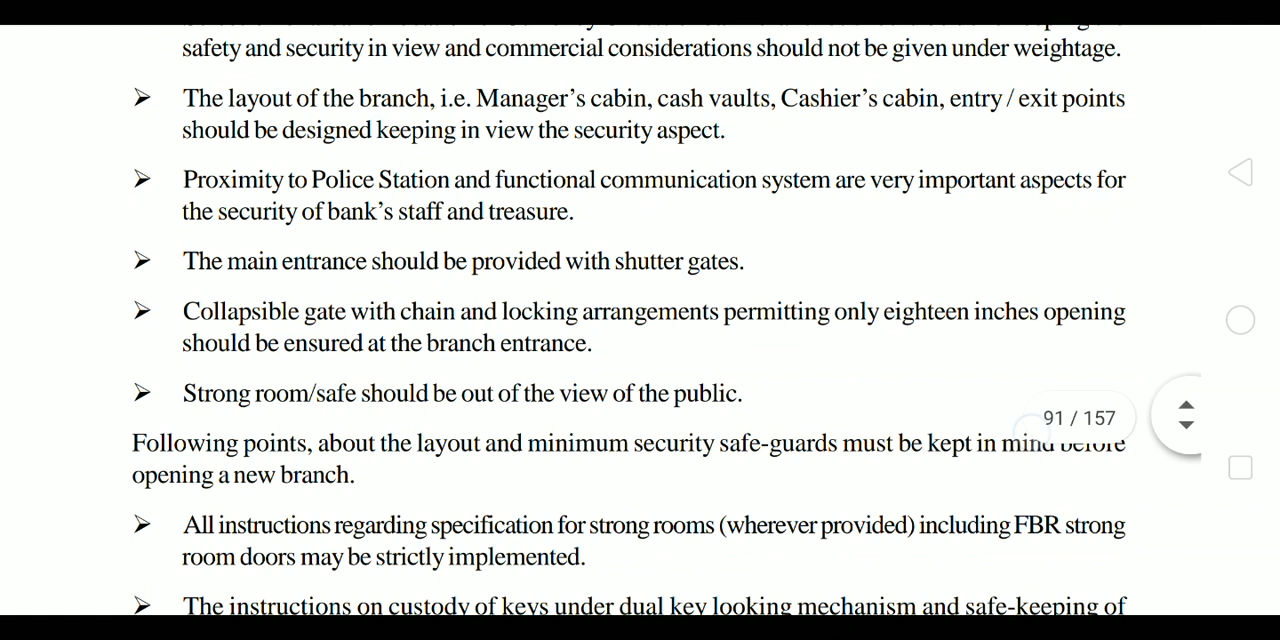 safety and security in view and commercial considerations should not be given under weightage.
➢ The layout of the branch, i.e. Manager's cabin, cash vaults, Cashier's cabin, entry / exit points
should be designed keeping in view the security aspect.
➢ Proximity to Police Station and functional communication system are very important aspects for
the security of bank's staff and treasure.
➢ The main entrance should be provided with shutter gates.
➢ Collapsible gate with chain and locking arrangements permitting only eighteen inches opening
should be ensured at the branch entrance.
➢ Strong room/safe should be out of the view of the public.
91 / 157
Following points, about the layout and minimum security safe-guards must be kept in mind before
opening a new branch.
➢ All instructions regarding specification for strong rooms (wherever provided) including FBR strong
room doors may be strictly implemented.
➢ The instructions on custody of keys under dual key looking mechanism and safe-keeping of